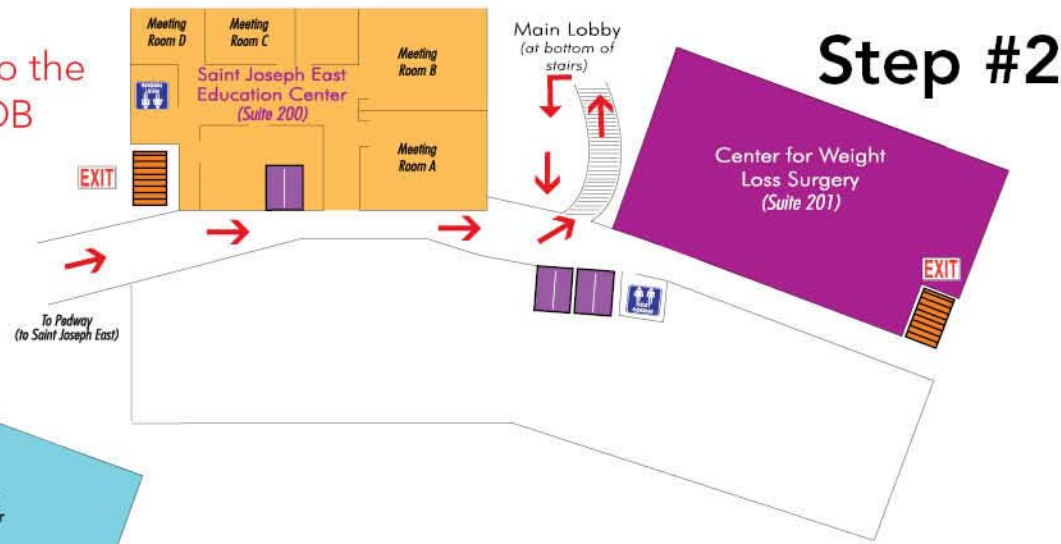 o the
OB
Step #2
Meeting
Room D
Meeting
Room C
Meeting
Room B
Saint Joseph East
Education Center
(Suite 200)
Meeting
Room A
EXIT
Main Lobby
(at bottom of
stairs)
Center for Weight
Loss Surgery
(Suite 201)
EXIT
To Pedway
(to Saint Joseph East)
r